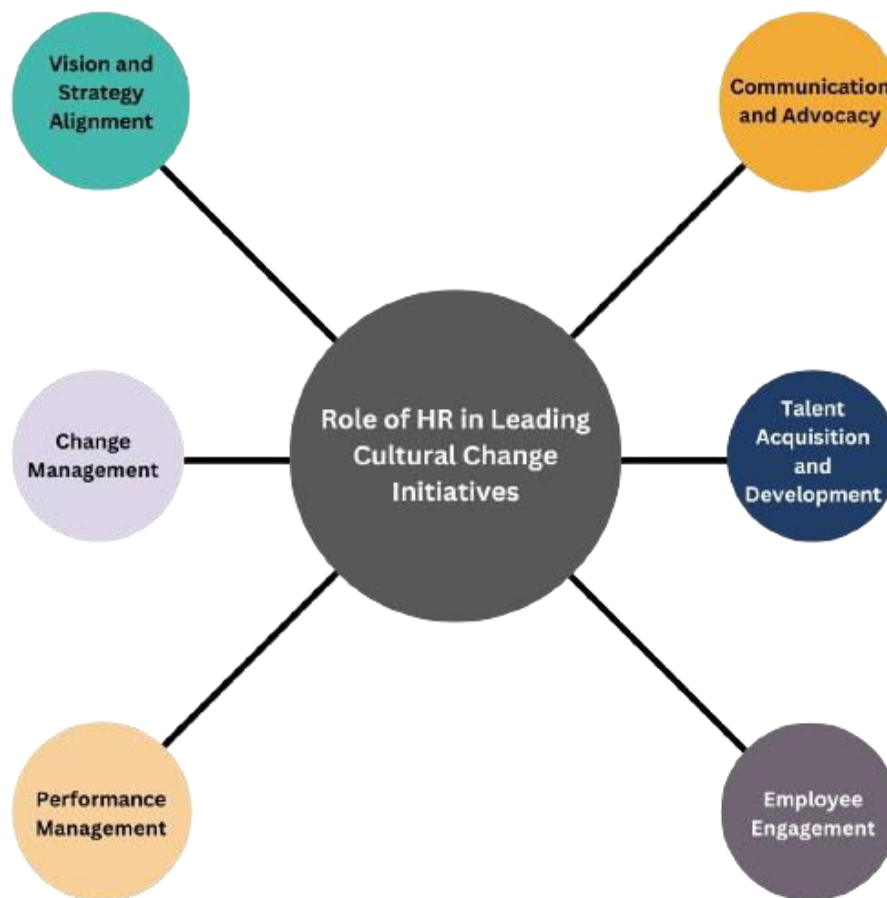 Vision and
Strategy
Alignment
Communication
and Advocacy
Role of HR in Leading
Cultural Change
Initiatives
Change
Management
Talent
Acquisition
and
Development
Performance
Management
Employee
Engagement